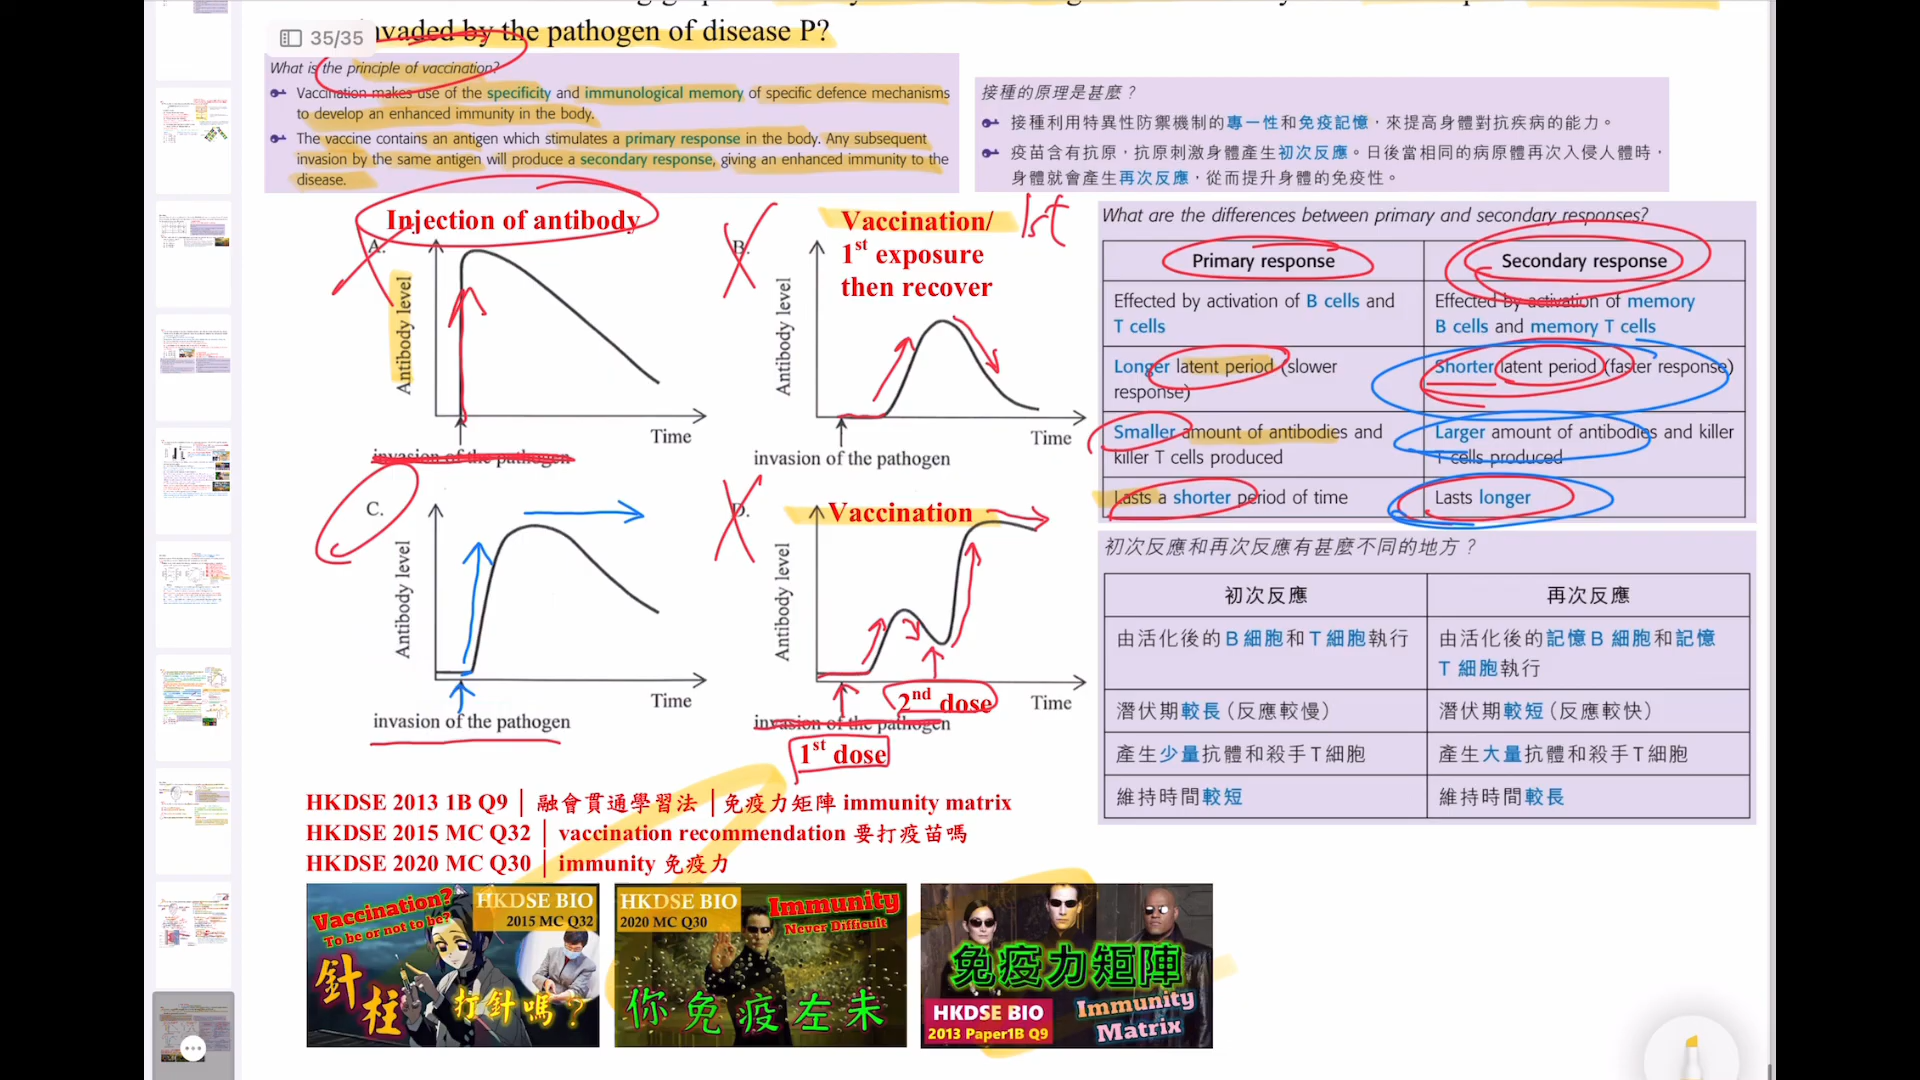 35/35
nvaded by the pathogen of disease P?
What is the principle of vaccination?
Vaccination makes use of the specificity and immunological memory of specific defence mechanisms
to develop an enhanced immunity in the body.
The vaccine contains an antigen which stimulates a primary response in the body. Any subsequent
invasion by the same antigen will produce a secondary response, giving an enhanced immunity to the
disease.
接種的原理是甚麼？
接種利用特異性防禦機制的專一性和免疫記憶，來提高身體對抗疾病的能力。
疫苗含有抗原，抗原刺激身體產生初次反應。日後當相同的病原體再次入侵人體時，
身體就會產生再次反應，從而提升身體的免疫性。
Injection of antibody
A.
Antibody level
Time
invasion of the pathogen
Vaccination/
1st exposure
then recover
1st
B.
Antibody level
Time
invasion of the pathogen
C.
Antibody level
Time
invasion of the pathogen
D.
Vaccination
Antibody level
2nd dose
Time
invasion of the pathogen
1st dose
What are the differences between primary and secondary responses?
Primary response
Secondary response
Effected by activation of B cells and
T cells
Effected by activation of memory
B cells and memory T cells
Longer latent period (slower
response)
Shorter latent period (faster response)
Smaller amount of antibodies and
killer T cells produced
Larger amount of antibodies and killer
T cells produced
Lasts a shorter period of time
Lasts longer
初次反應和再次反應有甚麼不同的地方？
初次反應
再次反應
由活化後的B細胞和T細胞執行
由活化後的記憶B細胞和記憶
T細胞執行
潛伏期較長（反應較慢）
潛伏期較短（反應較快）
產生少量抗體和殺手T細胞
產生大量抗體和殺手T細胞
維持時間較短
維持時間較長
HKDSE 2013 1B Q9 | 融會貫通學習法 | 免疫力矩陣 immunity matrix
HKDSE 2015 MC Q32 | vaccination recommendation 要打疫苗嗎
HKDSE 2020 MC Q30 | immunity 免疫力
Vaccination?
To be or not to be?
HKDSE BIO
2015 MC Q32
針柱
打針嗎？
HKDSE BIO
2020 MC Q30
Immunity
Never Difficult
你免疫左未
免疫力矩陣
HKDSE BIO
2013 Paper1B Q9
Immunity
Matrix